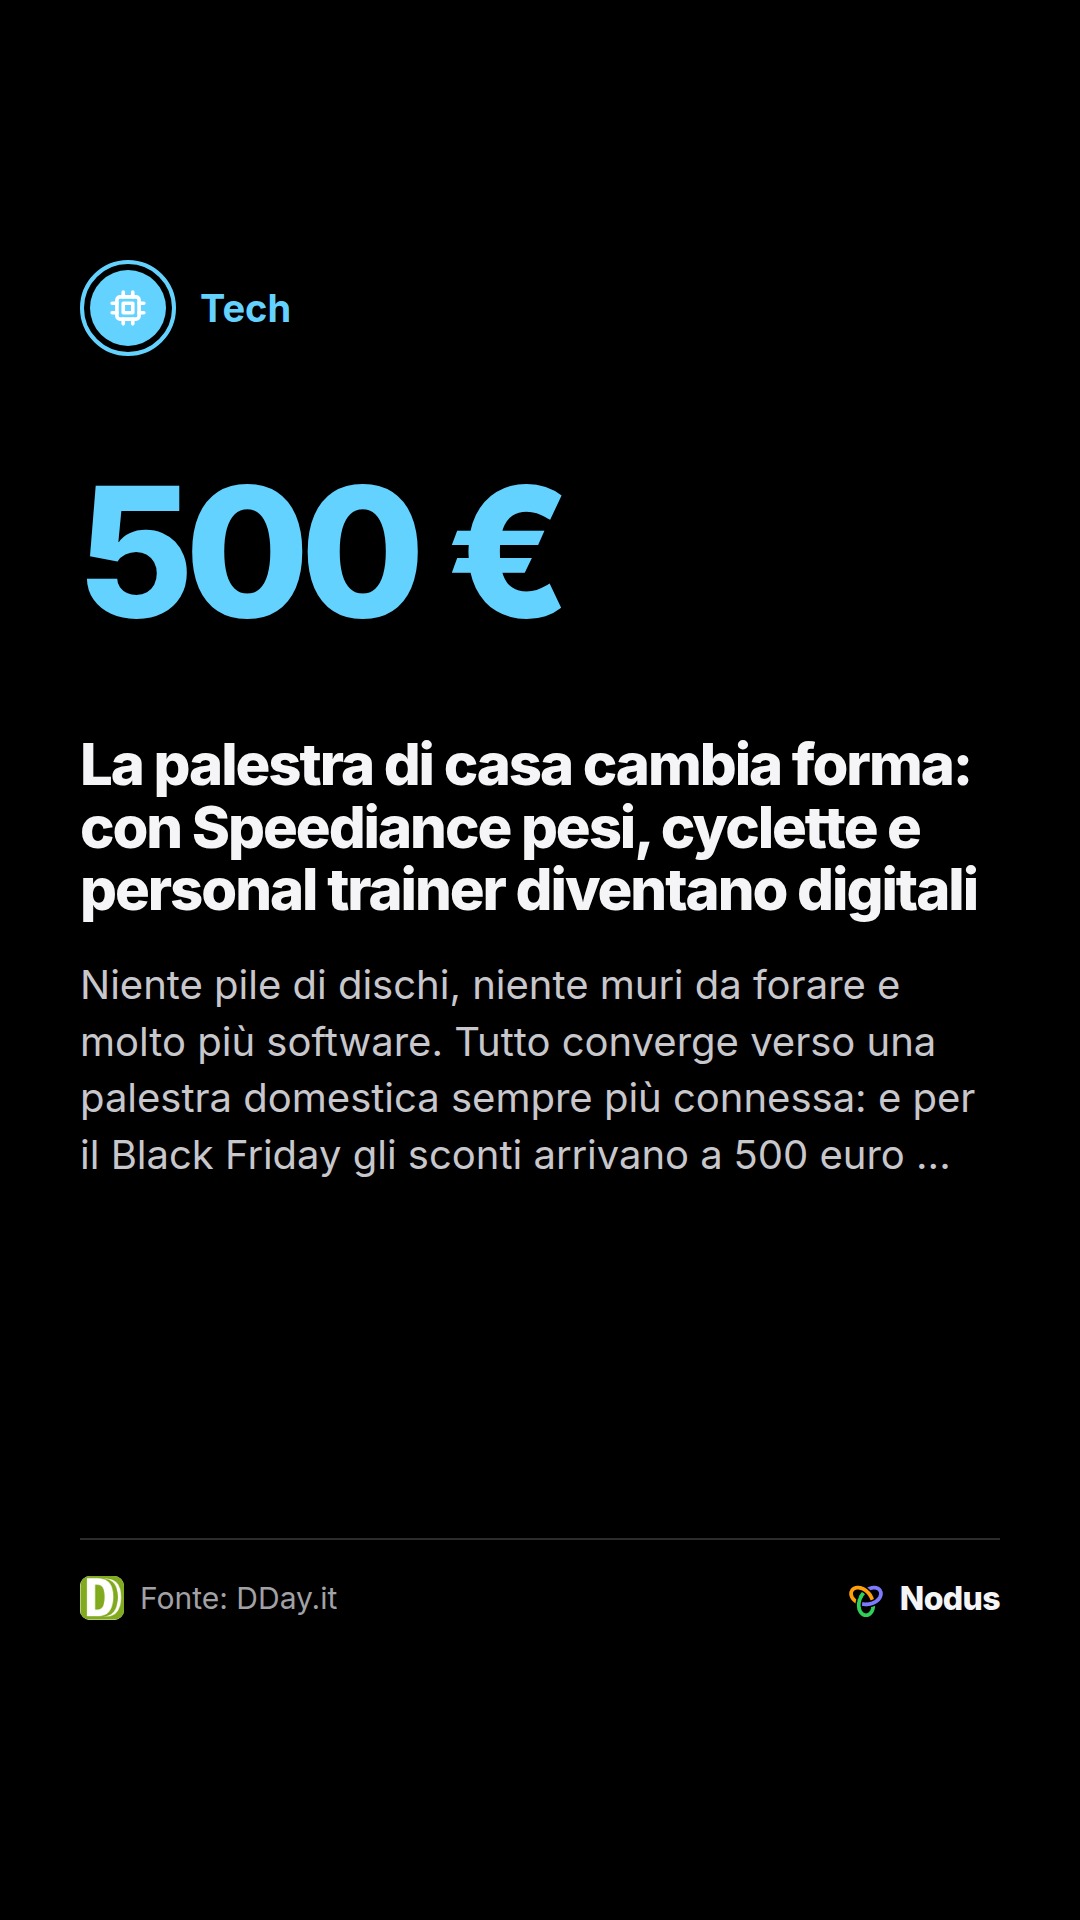 Tech
500 €
La palestra di casa cambia forma:
con Speediance pesi, cyclette e
personal trainer diventano digitali
Niente pile di dischi, niente muri da forare e
molto più software. Tutto converge verso una
palestra domestica sempre più connessa: e per
il Black Friday gli sconti arrivano a 500 euro ...
D Fonte: DDay.it
Nodus